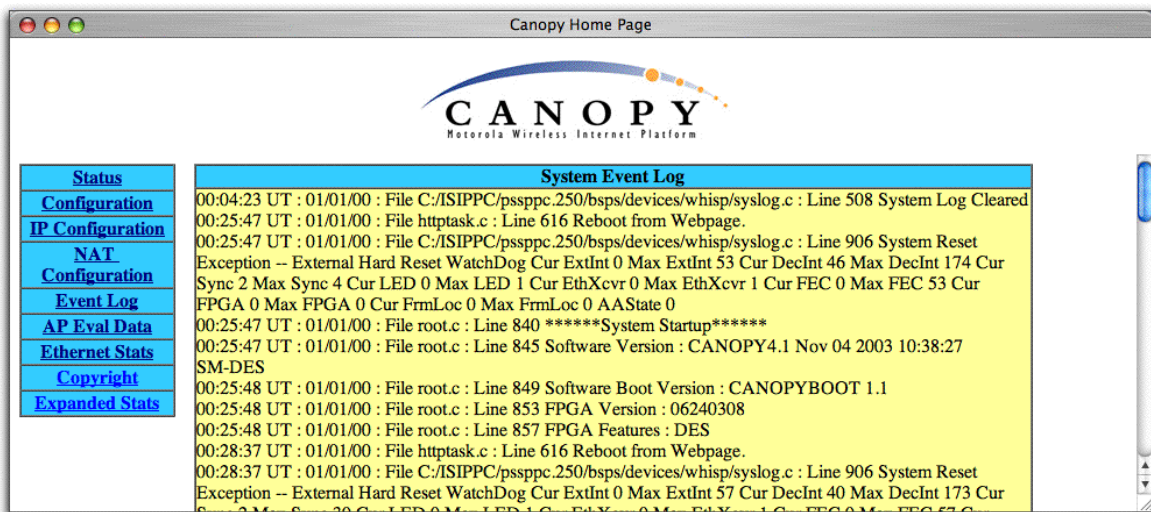 Canopy Home Page
CANOPY
Motorola Wireless Internet Platform
Status
Configuration
IP Configuration
NAT
Configuration
Event Log
AP Eval Data
Ethernet Stats
Copyright
Expanded Stats
System Event Log
00:04:23 UT : 01/01/00 : File C:/ISIPPC/pssppc.250/bsps/devices/whisp/syslog.c : Line 508 System Log Cleared
00:25:47 UT : 01/01/00 : File httptask.c : Line 616 Reboot from Webpage.
00:25:47 UT : 01/01/00 : File C:/ISIPPC/pssppc.250/bsps/devices/whisp/syslog.c : Line 906 System Reset
Exception -- External Hard Reset WatchDog Cur ExtInt 0 Max ExtInt 53 Cur DecInt 46 Max DecInt 174 Cur
Sync 2 Max Sync 4 Cur LED 0 Max LED 1 Cur EthXcvr 0 Max EthXcvr 1 Cur FEC 0 Max FEC 53 Cur
FPGA 0 Max FPGA 0 Cur FrmLoc 0 Max FrmLoc 0 AAState 0
00:25:47 UT : 01/01/00 : File root.c : Line 840 ******System Startup******
00:25:47 UT : 01/01/00 : File root.c : Line 845 Software Version : CANOPY4.1 Nov 04 2003 10:38:27
SM-DES
00:25:48 UT : 01/01/00 : File root.c : Line 849 Software Boot Version : CANOPYBOOT 1.1
00:25:48 UT : 01/01/00 : File root.c : Line 853 FPGA Version : 06240308
00:25:48 UT : 01/01/00 : File root.c : Line 857 FPGA Features : DES
00:28:37 UT : 01/01/00 : File httptask.c : Line 616 Reboot from Webpage.
00:28:37 UT : 01/01/00 : File C:/ISIPPC/pssppc.250/bsps/devices/whisp/syslog.c : Line 906 System Reset
Exception -- External Hard Reset WatchDog Cur ExtInt 0 Max ExtInt 57 Cur DecInt 40 Max DecInt 173 Cur